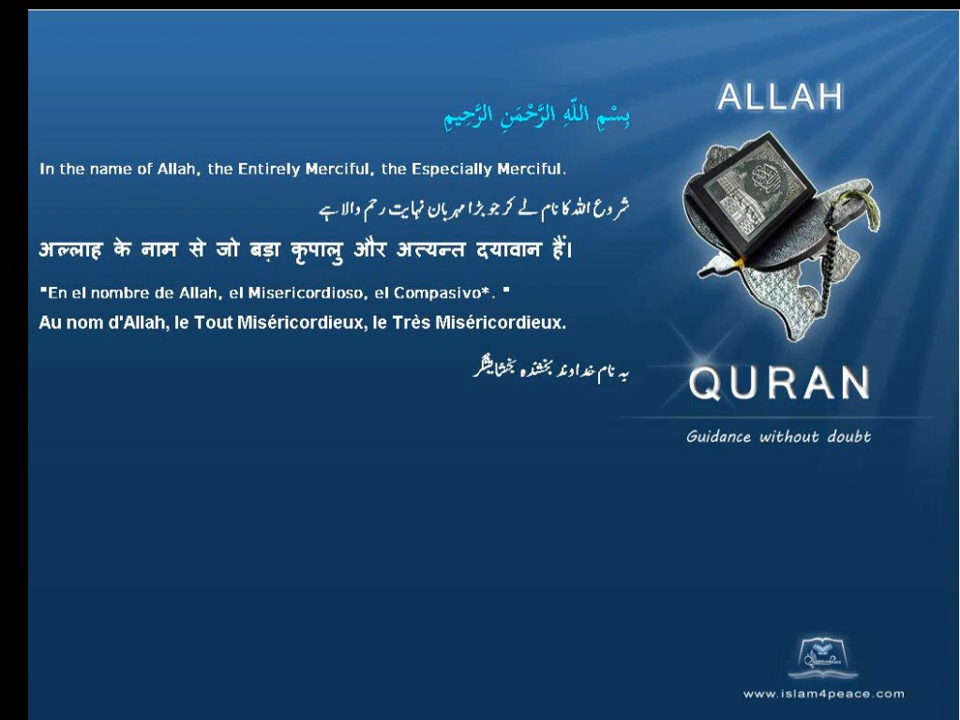 بِسْمِ اللَّهِ الرَّحْمَنِ الرَّحِيمِ
In the name of Allah, the Entirely Merciful, the Especially Merciful.
شروع الله کا نام لے کر جو بڑا مہربان نہایت رحم والا ہے
अल्लाह के नाम से जो बड़ा कृपालु और अत्यन्त दयावान हैं।
"En el nombre de Allah, el Misericordioso, el Compasivo*. "
Au nom d'Allah, le Tout Miséricordieux, le Très Miséricordieux.
به نام خداوند بخشنده بخشایشگر
ALLAH
QURAN
Guidance without doubt
www.islam4peace.com